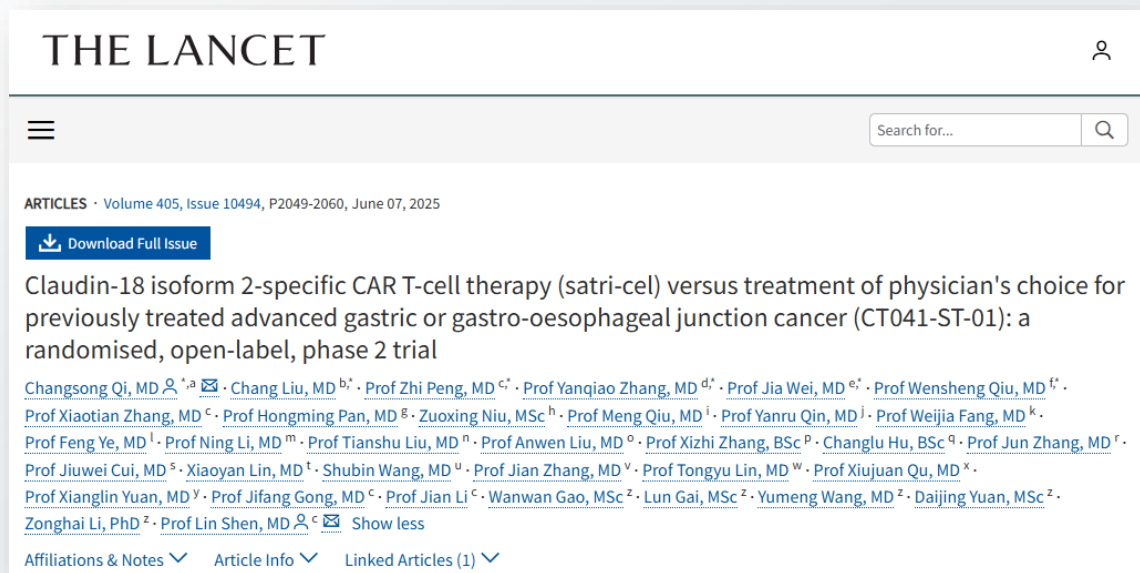 THE LANCET
Search for...
ARTICLES · Volume 405, Issue 10494, P2049-2060, June 07, 2025
Download Full Issue
Claudin-18 isoform 2-specific CAR T-cell therapy (satri-cel) versus treatment of physician's choice for
previously treated advanced gastric or gastro-oesophageal junction cancer (CT041-ST-01): a
randomised, open-label, phase 2 trial
Changsong Qi, MD *,a · Chang Liu, MD b,* · Prof Zhi Peng, MD c,* · Prof Yanqiao Zhang, MD d,* · Prof Jia Wei, MD e,* · Prof Wensheng Qiu, MD f,* ·
Prof Xiaotian Zhang, MD c · Prof Hongming Pan, MD g · Zuoxing Niu, MSc h · Prof Meng Qiu, MD i · Prof Yanru Qin, MD j · Prof Weijia Fang, MD k ·
Prof Feng Ye, MD l · Prof Ning Li, MD m · Prof Tianshu Liu, MD n · Prof Anwen Liu, MD o · Prof Xizhi Zhang, BSc p · Changlu Hu, BSc q · Prof Jun Zhang, MD r ·
Prof Jiuwei Cui, MD s · Xiaoyan Lin, MD t · Shubin Wang, MD u · Prof Jian Zhang, MD v · Prof Tongyu Lin, MD w · Prof Xiujuan Qu, MD x ·
Prof Xianglin Yuan, MD y · Prof Jifang Gong, MD c · Prof Jian Li c · Wanwan Gao, MSc z · Lun Gai, MSc z · Yumeng Wang, MD z · Daijing Yuan, MSc z ·
Zonghai Li, PhD z · Prof Lin Shen, MD c Show less
Affiliations & Notes Article Info Linked Articles (1)